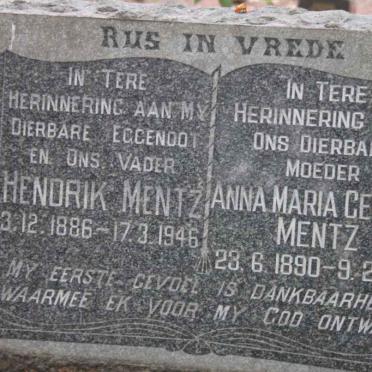 RUS IN VREDE
IN TERE
HERINNERING AAN MY
DIERBARE EGGENOOT
EN ONS VADER
HENDRIK MENTZ
3.12.1886–17.3.1946
IN TERE
HERINNERING
ONS DIERBA
MOEDER
ANNA MARIA CE
MENTZ
23.6.1890–9.2
MY EERSTE GEVOEL IS DANKBAARHE
WAARMEE EK VOOR MY GOD ONTW